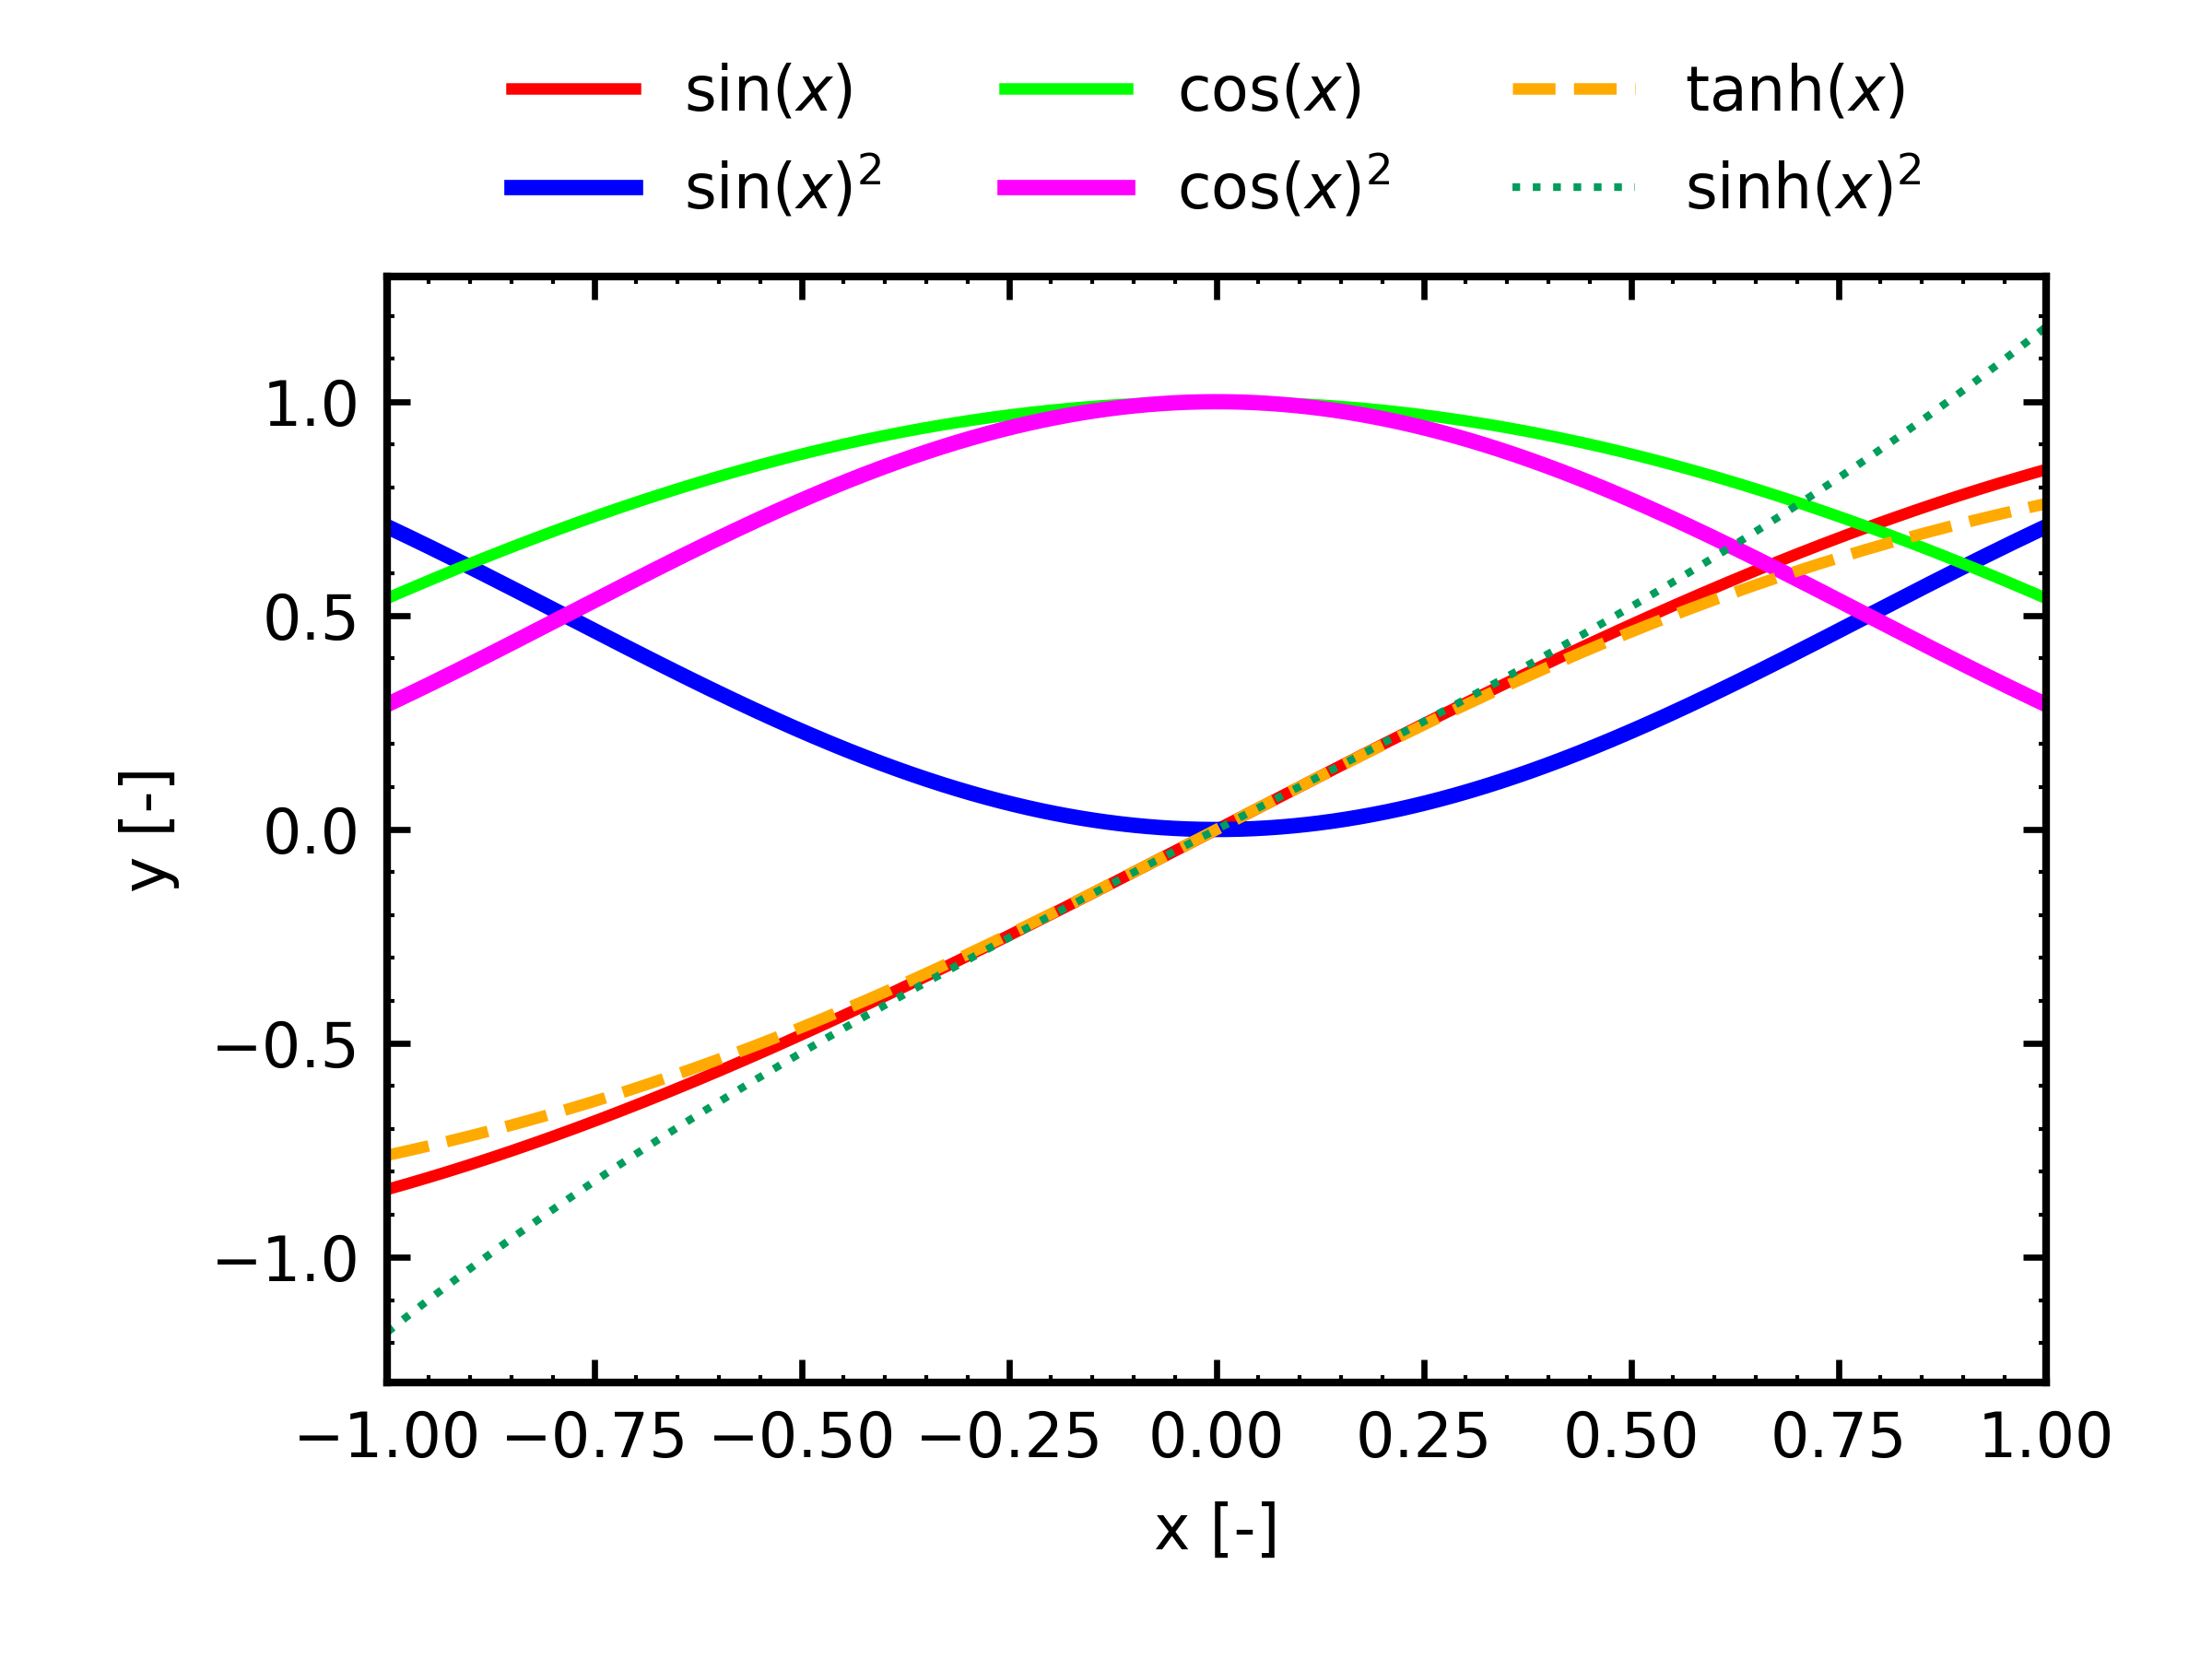 sin(x) cos(x) tanh(x)
sin(x)² cos(x)² sinh(x)²
1.0
0.5
0.0
−0.5
−1.0
y [-]
−1.00 −0.75 −0.50 −0.25 0.00 0.25 0.50 0.75 1.00
x [-]